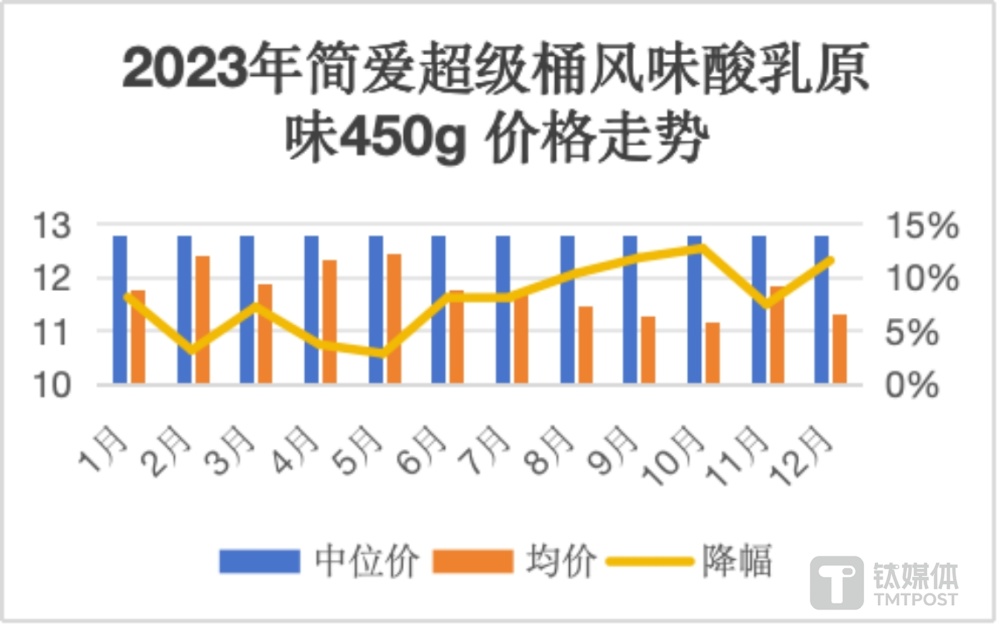 2023年简爱超级桶风味酸乳原
味450g 价格走势
13
12
11
10
15%
10%
5%
0%
1月
2月
3月
4月
5月
6月
7月
8月
9月
10月
11月
12月
中位价 均价 降幅
钛媒体
TMTPOST